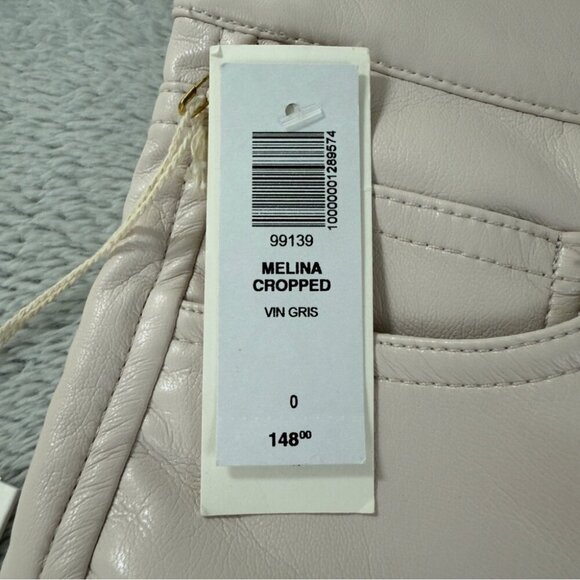 10000001289574
99139
MELINA
CROPPED
VIN GRIS
0
148⁰⁰